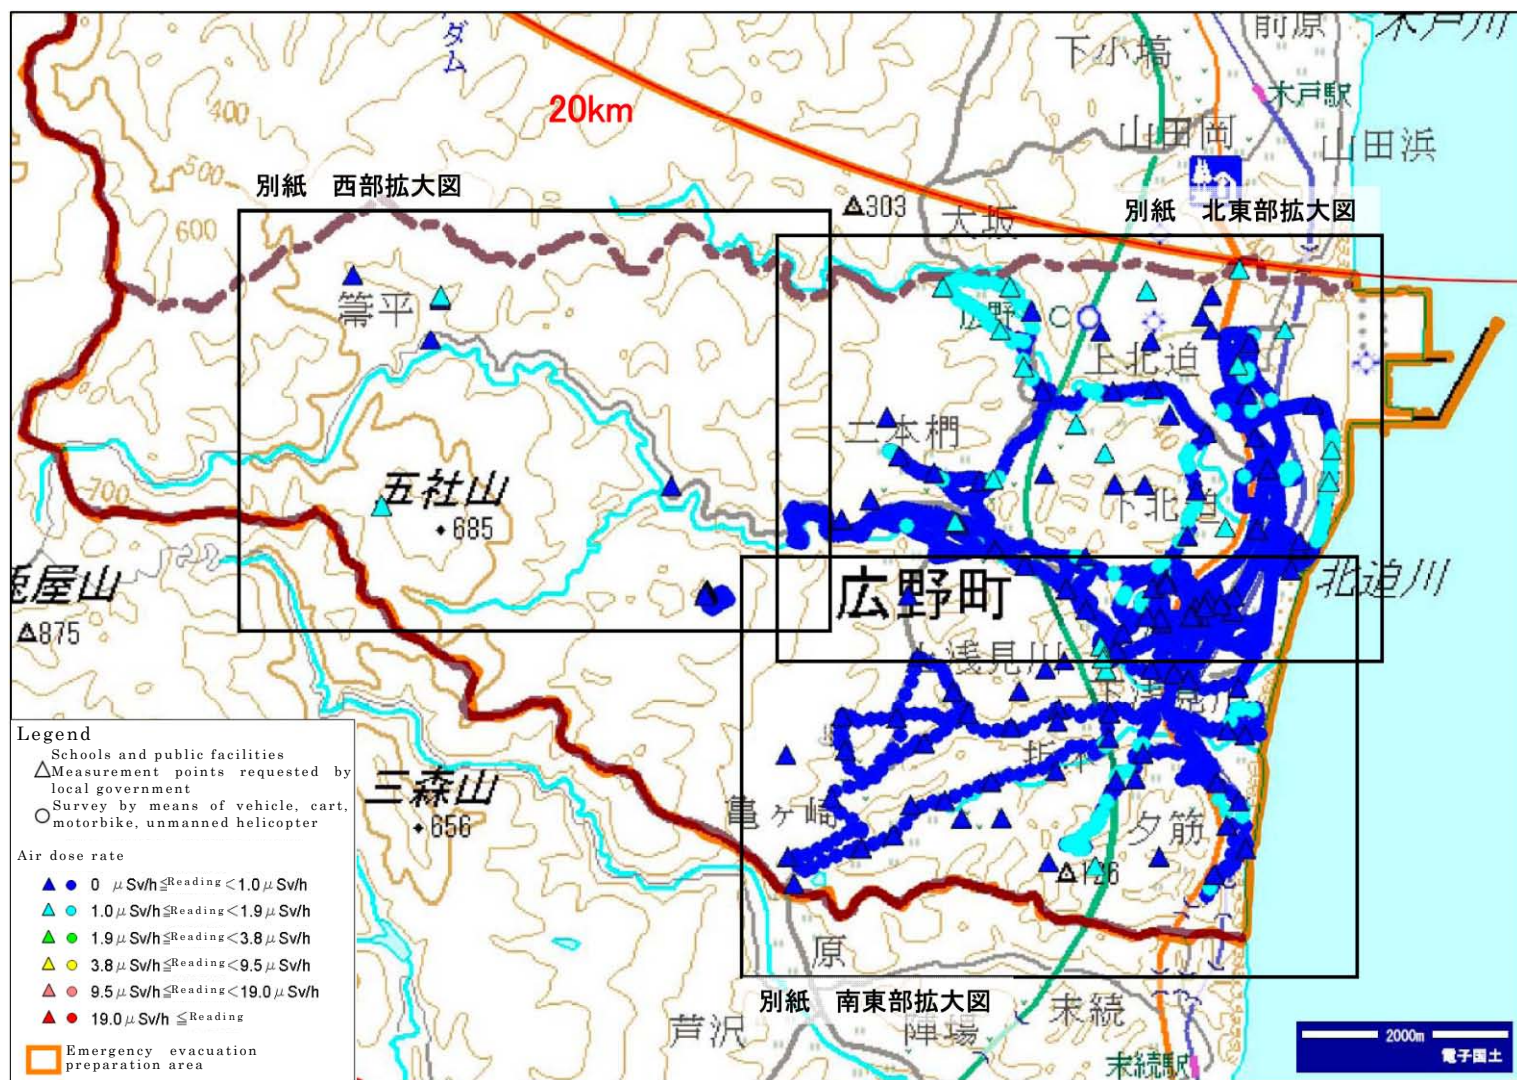 ダム
前原
木戸川
下小塙
木戸駅
20km
400
山田岡
山田浜
500
別紙 西部拡大図
303
大坂
別紙 北東部拡大図
600
箒平
広野
上北迫
40
二本椚
700
五社山
685
下北迫
兎屋山
875
広野町
北迫川
浅見川
下浅見川
三森山
656
亀ヶ崎
夕筋
126
原
別紙 南東部拡大図
芦沢
陣場
末続
末続駅
2000m
電子国土
Legend
Schools and public facilities
Measurement points requested by
local government
Survey by means of vehicle, cart,
motorbike, unmanned helicopter
Air dose rate
0 μSv/h≦Reading<1.0μSv/h
1.0μSv/h≦Reading<1.9μSv/h
1.9μSv/h≦Reading<3.8μSv/h
3.8μSv/h≦Reading<9.5μSv/h
9.5μSv/h≦Reading<19.0μSv/h
19.0μSv/h≦Reading
Emergency evacuation
preparation area